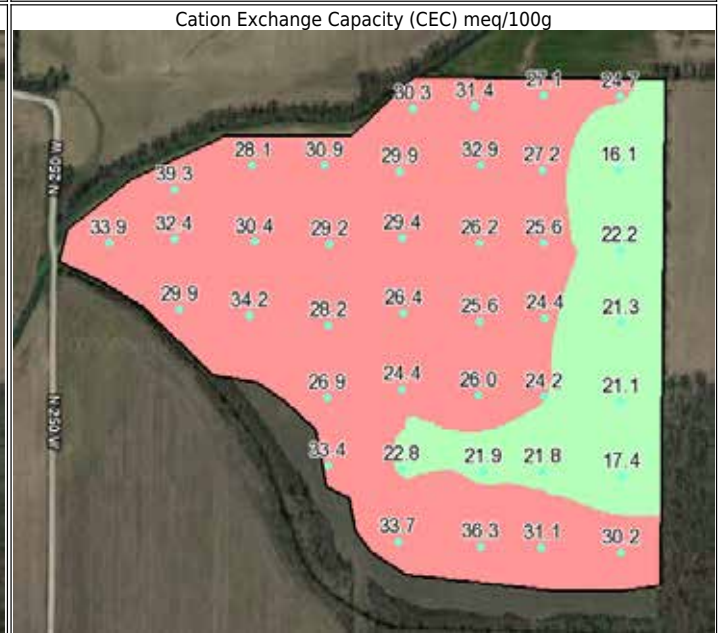 Cation Exchange Capacity (CEC) meq/100g
30.3 31.4 27.1 24.7
28.1 30.9 29.9 32.9 27.2 16.1
39.3
N 250 W
33.9 32.4 30.4 29.2 29.4 26.2 25.6 22.2
29.9 34.2 28.2 26.4 25.6 24.4 21.3
26.9 24.4 26.0 24.2 21.1
N 250 W
33.4 22.8 21.9 21.8 17.4
33.7 36.3 31.1 30.2